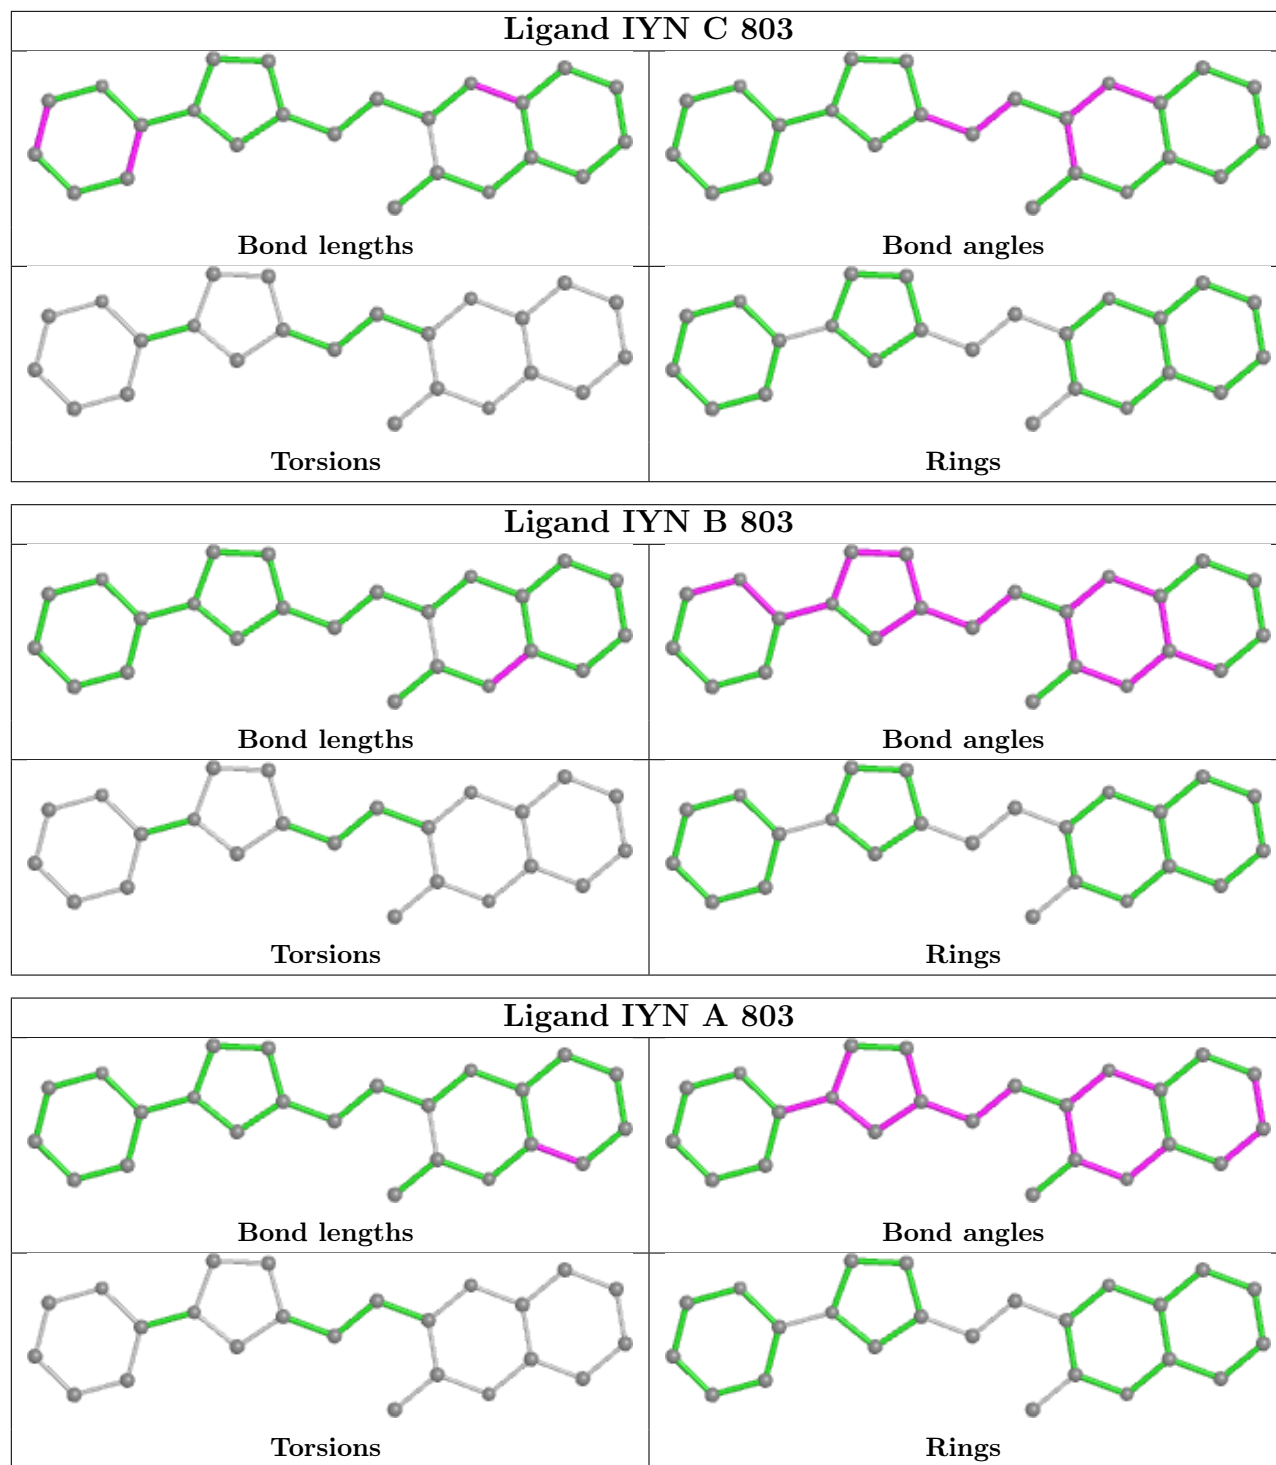 Ligand IYN C 803
Bond lengths
Bond angles
Torsions
Rings
Ligand IYN B 803
Bond lengths
Bond angles
Torsions
Rings
Ligand IYN A 803
Bond lengths
Bond angles
Torsions
Rings